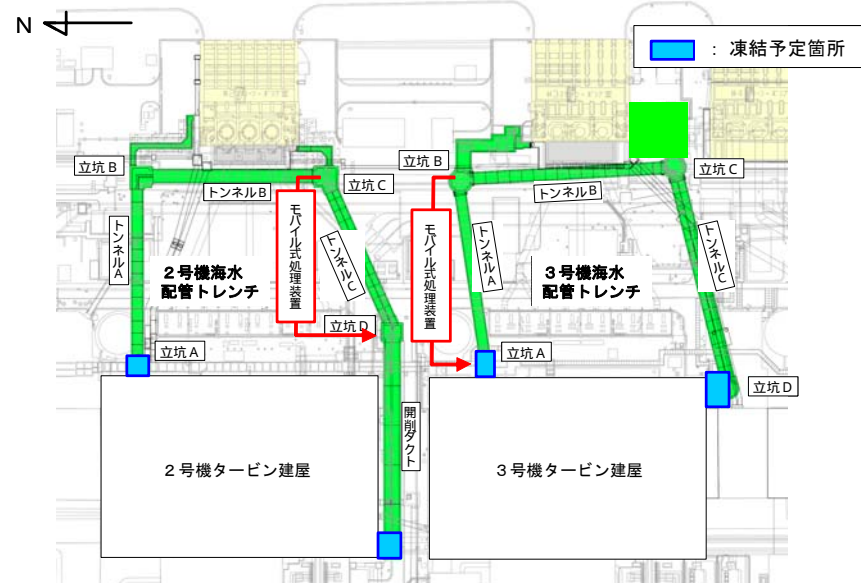 N
：凍結予定箇所
立坑B
トンネルB
立坑C
トンネルA
2号機海水
配管トレンチ
モバイル式処理装置
トンネルC
立坑D
立坑A
開削ダクト
2号機タービン建屋
立坑B
トンネルB
立坑C
モバイル式処理装置
トンネルA
3号機海水
配管トレンチ
トンネルC
立坑A
立坑D
3号機タービン建屋